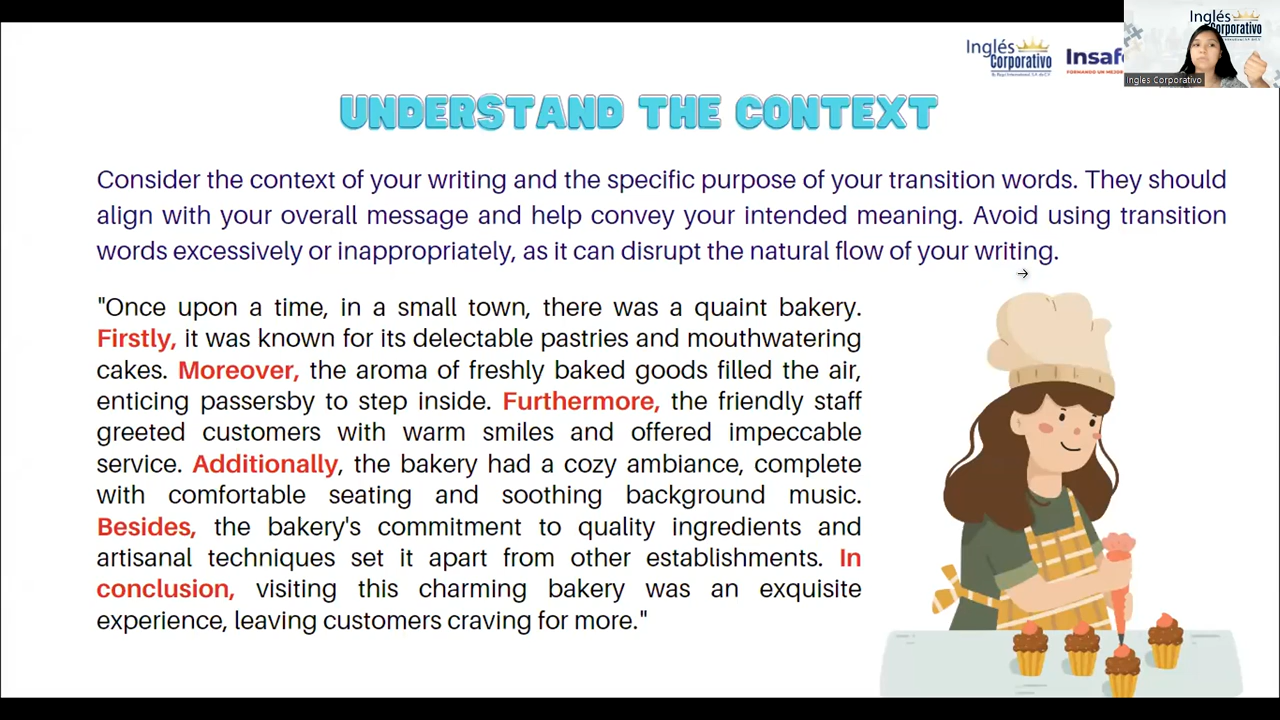 Inglés
Corporativo
Inglés
Corporativo
Insafo
Ingles Corporativo
UNDERSTAND THE CONTEXT
Consider the context of your writing and the specific purpose of your transition words. They should
align with your overall message and help convey your intended meaning. Avoid using transition
words excessively or inappropriately, as it can disrupt the natural flow of your writing.
"Once upon a time, in a small town, there was a quaint bakery.
Firstly, it was known for its delectable pastries and mouthwatering
cakes. Moreover, the aroma of freshly baked goods filled the air,
enticing passersby to step inside. Furthermore, the friendly staff
greeted customers with warm smiles and offered impeccable
service. Additionally, the bakery had a cozy ambiance, complete
with comfortable seating and soothing background music.
Besides, the bakery's commitment to quality ingredients and
artisanal techniques set it apart from other establishments. In
conclusion, visiting this charming bakery was an exquisite
experience, leaving customers craving for more."